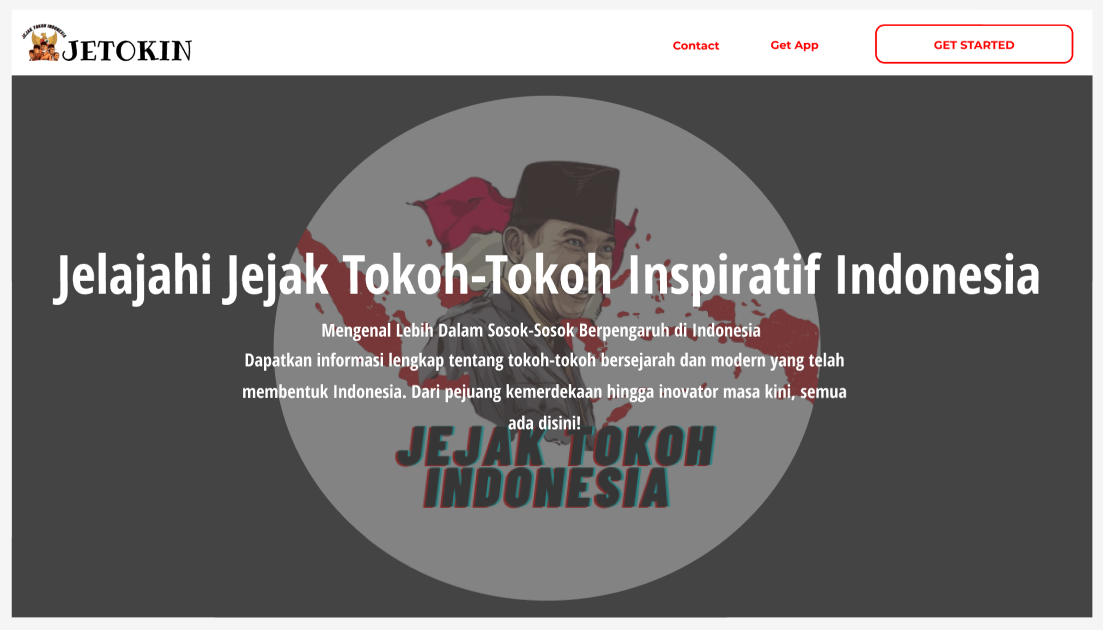 JEJAK TOKOH INDONESIA
JETOKIN
Contact
Get App
GET STARTED
Jelajahi Jejak Tokoh-Tokoh Inspiratif Indonesia
Mengenal Lebih Dalam Sosok-Sosok Berpengaruh di Indonesia
Dapatkan informasi lengkap tentang tokoh-tokoh bersejarah dan modern yang telah
membentuk Indonesia. Dari pejuang kemerdekaan hingga inovator masa kini, semua
ada disini!
JEJAK TOKOH
INDONESIA